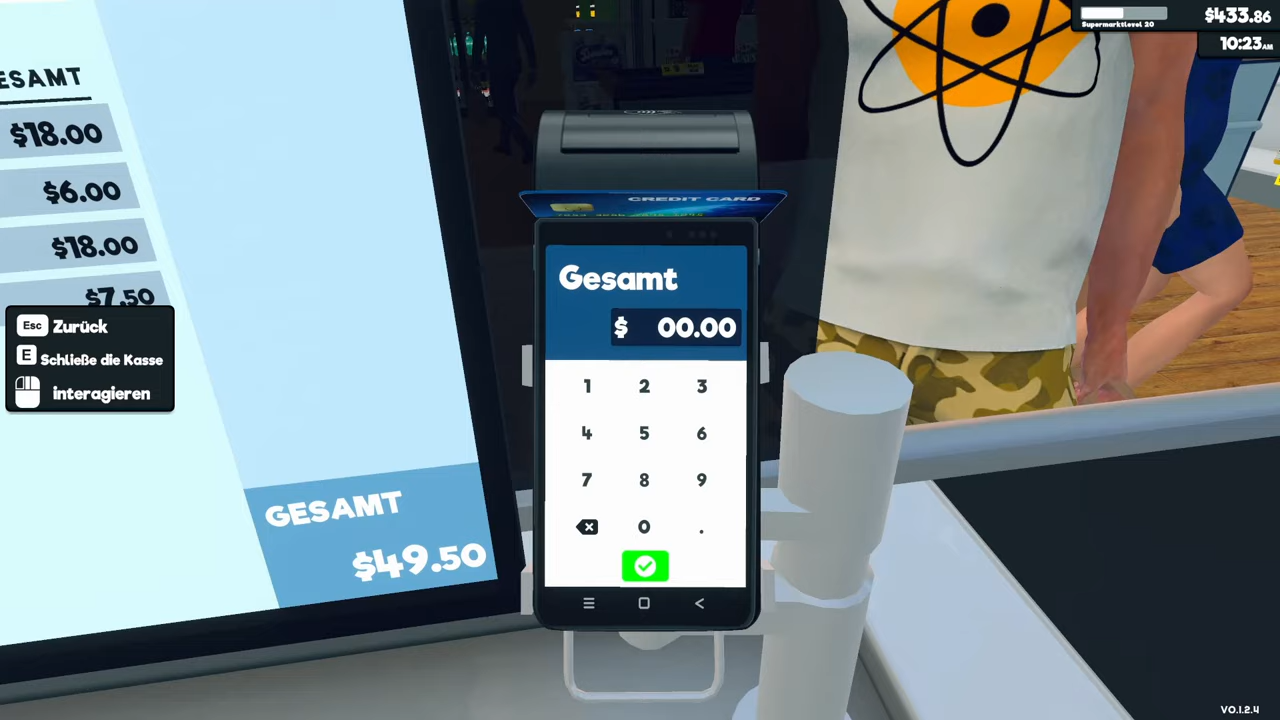 ESAMT
$18.00
$6.00
$18.00
$7.50
Esc Zurück
E Schließe die Kasse
interagieren
GESAMT
$49.50
CREDIT CARD
Gesamt
$ 00.00
1 2 3
4 5 6
7 8 9
0 .
$433.86
Supermarktlevel 20
10:23AM
V0.1.2.4